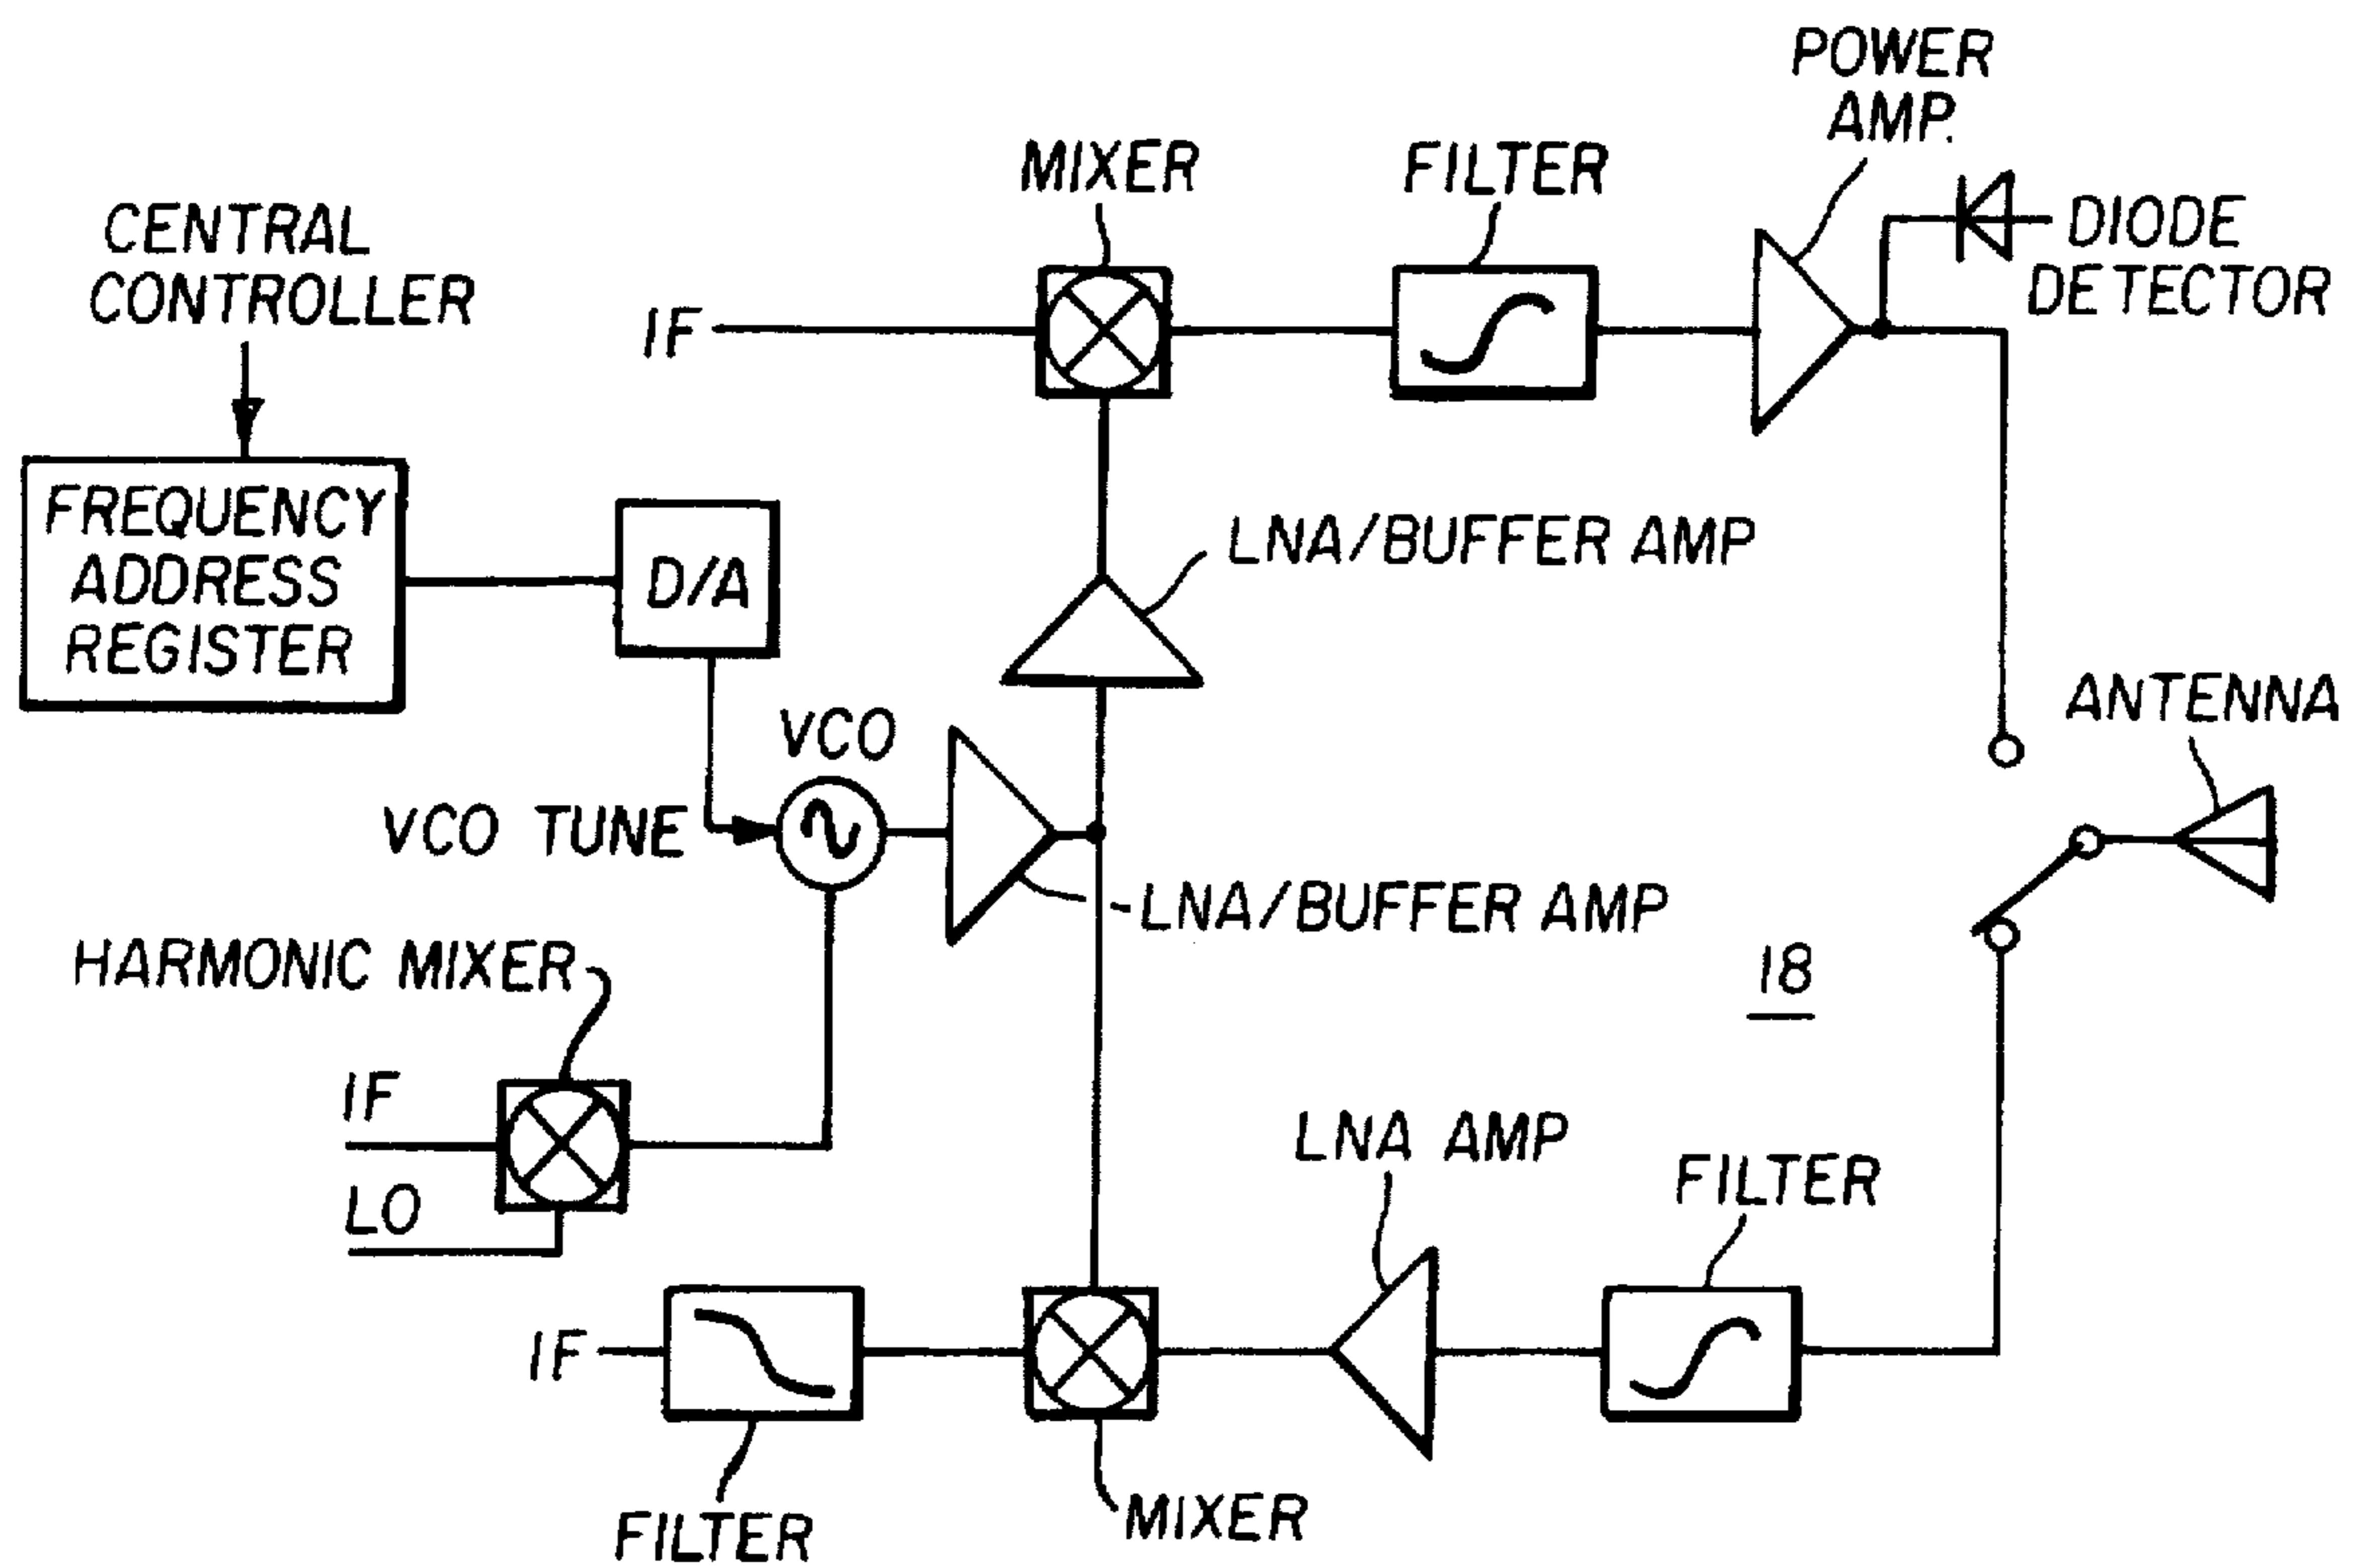 POWER
AMP.
MIXER
FILTER
CENTRAL
CONTROLLER
DIODE
DETECTOR
IF
FREQUENCY
ADDRESS
REGISTER
D/A
LNA/BUFFER AMP
ANTENNA
VCO
VCO TUNE
LNA/BUFFER AMP
HARMONIC MIXER
18
IF
LO
LNA AMP
FILTER
IF
MIXER
FILTER